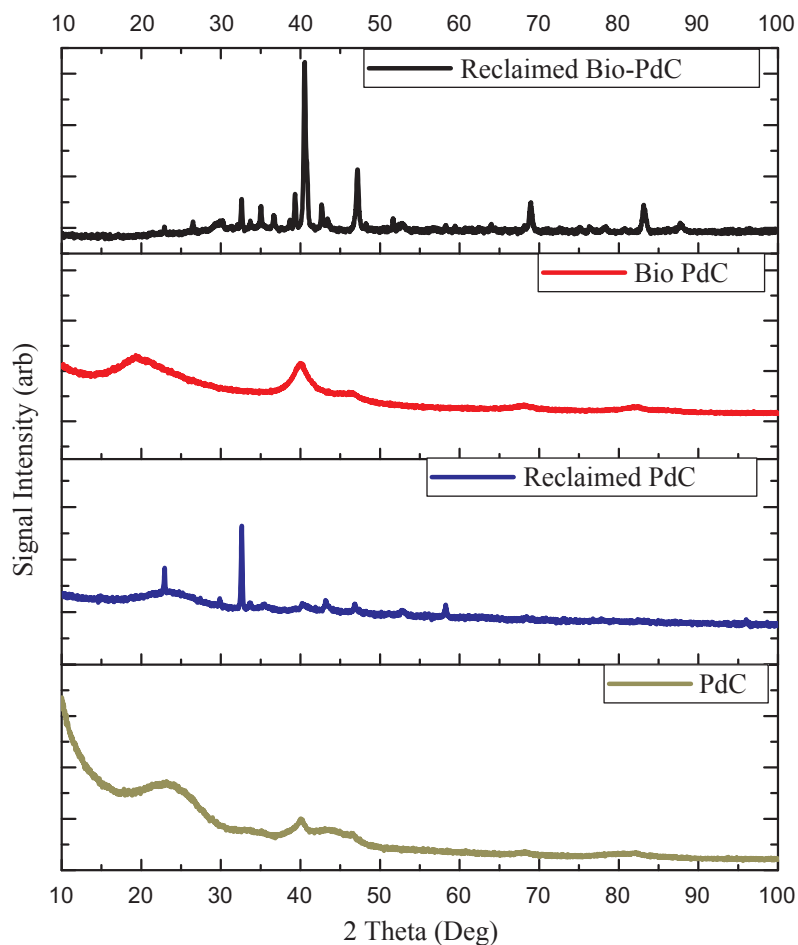 10 20 30 40 50 60 70 80 90 100
Reclaimed Bio-PdC
Bio PdC
Signal Intensity (arb)
Reclaimed PdC
PdC
10 20 30 40 50 60 70 80 90 100
2 Theta (Deg)